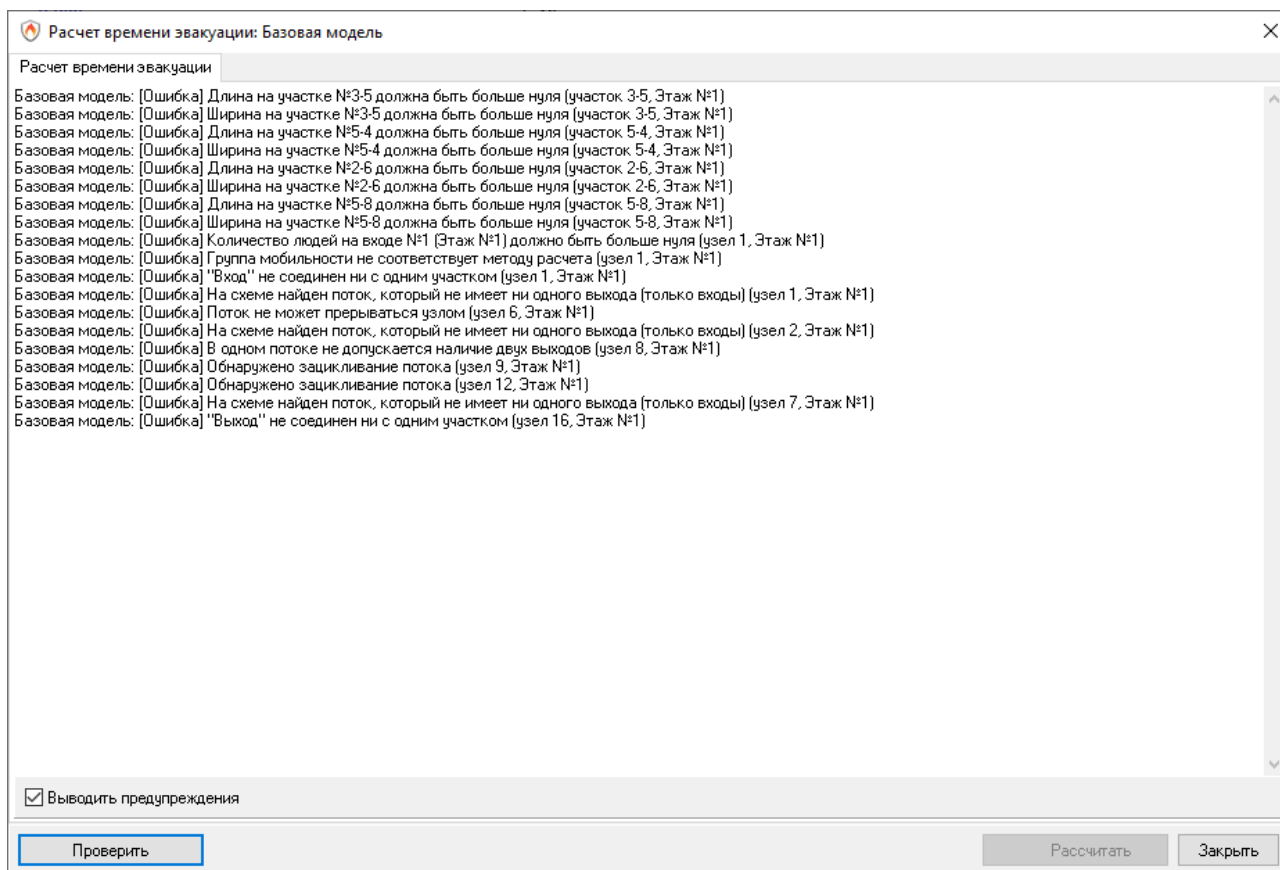 Расчет времени эвакуации: Базовая модель
Расчет времени эвакуации
Базовая модель: [Ошибка] Длина на участке №3-5 должна быть больше нуля (участок 3-5, Этаж №1)
Базовая модель: [Ошибка] Ширина на участке №3-5 должна быть больше нуля (участок 3-5, Этаж №1)
Базовая модель: [Ошибка] Длина на участке №5-4 должна быть больше нуля (участок 5-4, Этаж №1)
Базовая модель: [Ошибка] Ширина на участке №5-4 должна быть больше нуля (участок 5-4, Этаж №1)
Базовая модель: [Ошибка] Длина на участке №2-6 должна быть больше нуля (участок 2-6, Этаж №1)
Базовая модель: [Ошибка] Ширина на участке №2-6 должна быть больше нуля (участок 2-6, Этаж №1)
Базовая модель: [Ошибка] Длина на участке №5-8 должна быть больше нуля (участок 5-8, Этаж №1)
Базовая модель: [Ошибка] Ширина на участке №5-8 должна быть больше нуля (участок 5-8, Этаж №1)
Базовая модель: [Ошибка] Количество людей на входе №1 (Этаж №1) должно быть больше нуля (узел 1, Этаж №1)
Базовая модель: [Ошибка] Группа мобильности не соответствует методу расчета (узел 1, Этаж №1)
Базовая модель: [Ошибка] "Вход" не соединен ни с одним участком (узел 1, Этаж №1)
Базовая модель: [Ошибка] На схеме найден поток, который не имеет ни одного выхода (только входы) (узел 1, Этаж №1)
Базовая модель: [Ошибка] Поток не может прерываться узлом (узел 6, Этаж №1)
Базовая модель: [Ошибка] На схеме найден поток, который не имеет ни одного выхода (только входы) (узел 2, Этаж №1)
Базовая модель: [Ошибка] В одном потоке не допускается наличие двух выходов (узел 8, Этаж №1)
Базовая модель: [Ошибка] Обнаружено зацикливание потока (узел 9, Этаж №1)
Базовая модель: [Ошибка] Обнаружено зацикливание потока (узел 12, Этаж №1)
Базовая модель: [Ошибка] На схеме найден поток, который не имеет ни одного выхода (только входы) (узел 7, Этаж №1)
Базовая модель: [Ошибка] "Выход" не соединен ни с одним участком (узел 16, Этаж №1)
Выводить предупреждения
Проверить
Рассчитать
Закрыть